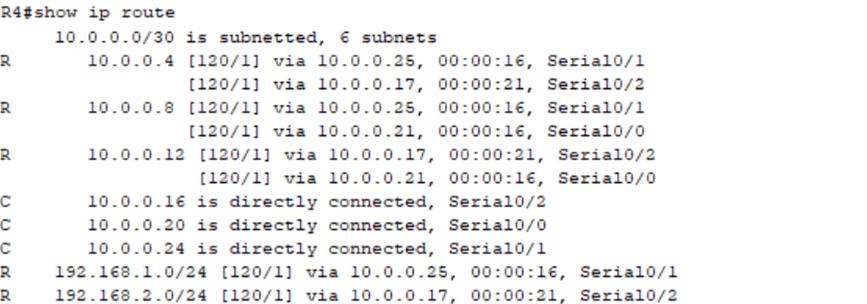 R4#show ip route
10.0.0.0/30 is subnetted, 6 subnets
R 10.0.0.4 [120/1] via 10.0.0.25, 00:00:16, Serial0/1
[120/1] via 10.0.0.17, 00:00:21, Serial0/2
R 10.0.0.8 [120/1] via 10.0.0.25, 00:00:16, Serial0/1
[120/1] via 10.0.0.21, 00:00:16, Serial0/0
R 10.0.0.12 [120/1] via 10.0.0.17, 00:00:21, Serial0/2
[120/1] via 10.0.0.21, 00:00:16, Serial0/0
C 10.0.0.16 is directly connected, Serial0/2
C 10.0.0.20 is directly connected, Serial0/0
C 10.0.0.24 is directly connected, Serial0/1
R 192.168.1.0/24 [120/1] via 10.0.0.25, 00:00:16, Serial0/1
R 192.168.2.0/24 [120/1] via 10.0.0.17, 00:00:21, Serial0/2